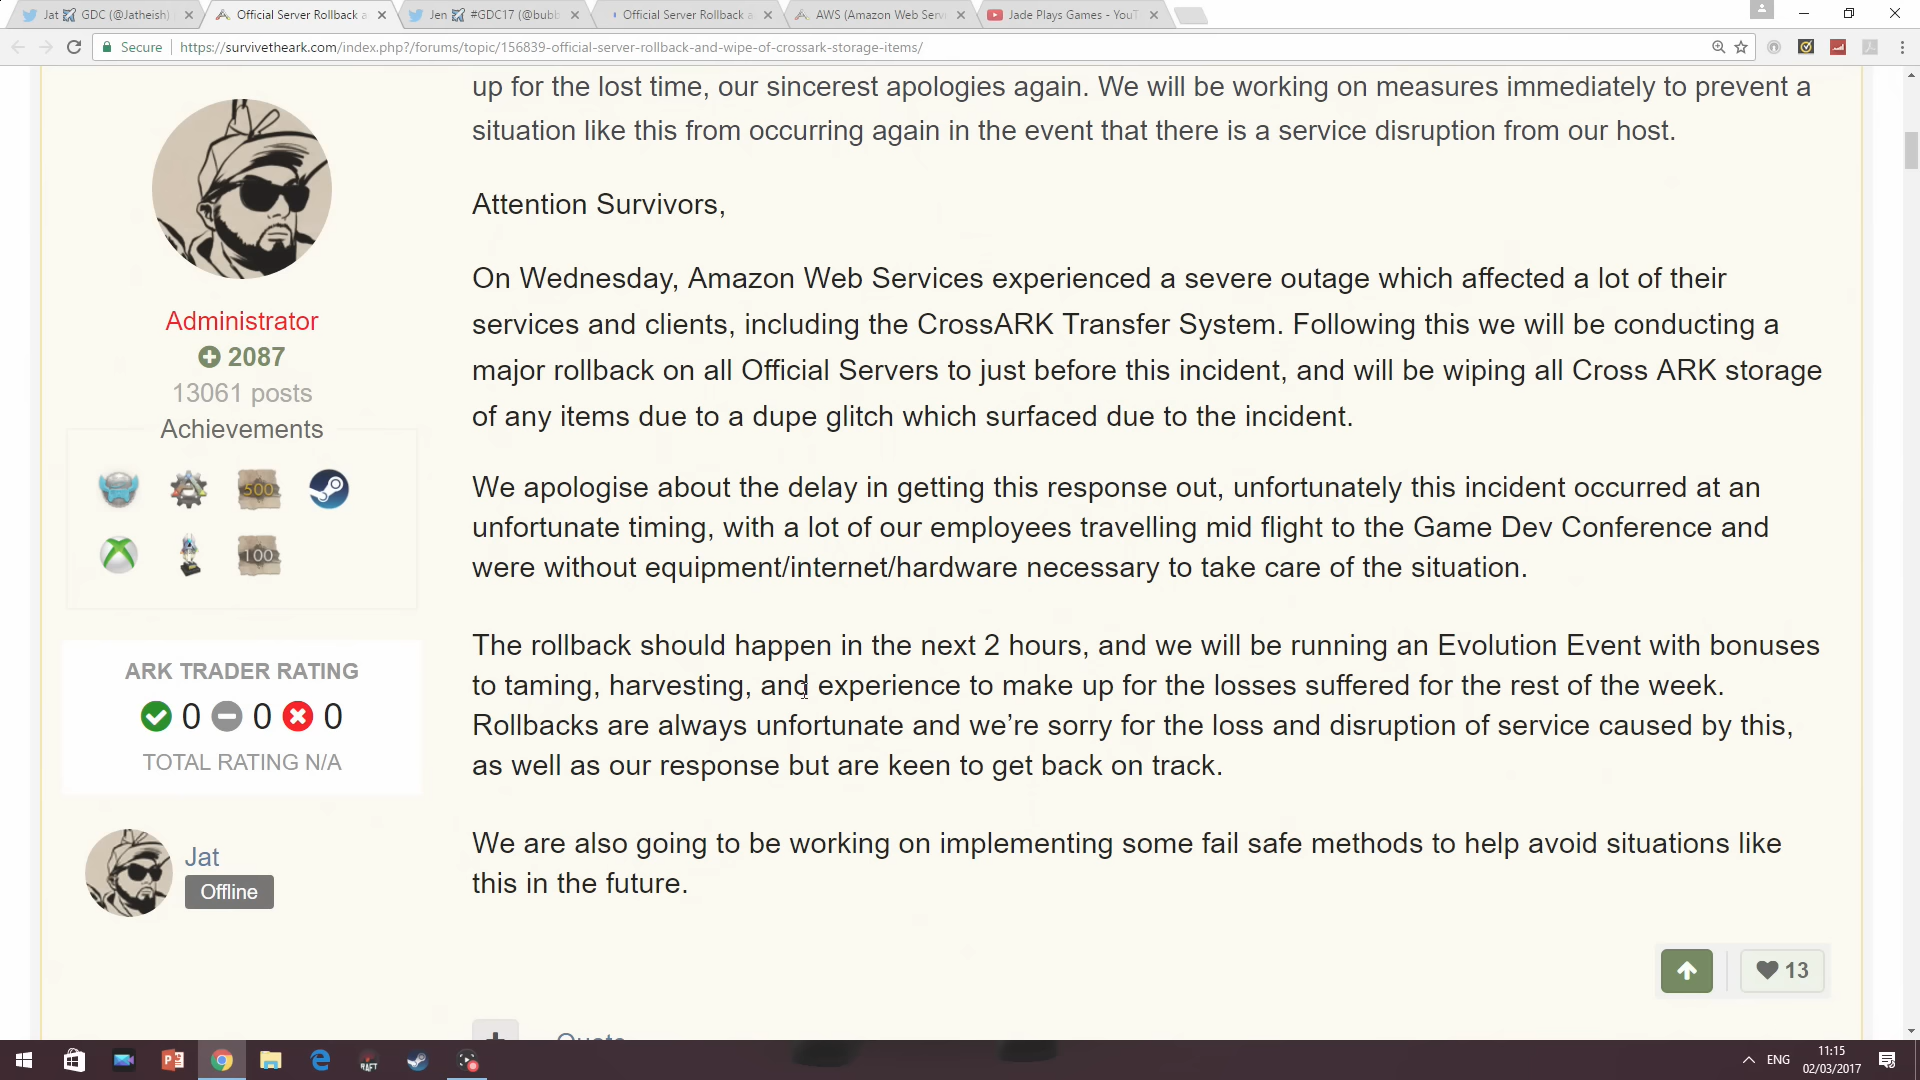 Jat ✈ GDC (@Jatheish)
Official Server Rollback a
Jen ✈ #GDC17 (@bubb
Official Server Rollback a
AWS (Amazon Web Serv
Jade Plays Games - YouT
Secure
https://survivetheark.com/index.php?/forums/topic/156839-official-server-rollback-and-wipe-of-crossark-storage-items/
up for the lost time, our sincerest apologies again. We will be working on measures immediately to prevent a
situation like this from occurring again in the event that there is a service disruption from our host.
Attention Survivors,
On Wednesday, Amazon Web Services experienced a severe outage which affected a lot of their
services and clients, including the CrossARK Transfer System. Following this we will be conducting a
major rollback on all Official Servers to just before this incident, and will be wiping all Cross ARK storage
of any items due to a dupe glitch which surfaced due to the incident.
We apologise about the delay in getting this response out, unfortunately this incident occurred at an
unfortunate timing, with a lot of our employees travelling mid flight to the Game Dev Conference and
were without equipment/internet/hardware necessary to take care of the situation.
The rollback should happen in the next 2 hours, and we will be running an Evolution Event with bonuses
to taming, harvesting, and experience to make up for the losses suffered for the rest of the week.
Rollbacks are always unfortunate and we’re sorry for the loss and disruption of service caused by this,
as well as our response but are keen to get back on track.
We are also going to be working on implementing some fail safe methods to help avoid situations like
this in the future.
Administrator
2087
13061 posts
Achievements
500
100
ARK TRADER RATING
0 0 0
TOTAL RATING N/A
Jat
Offline
13
Quote
RAFT
ENG
11:15
02/03/2017